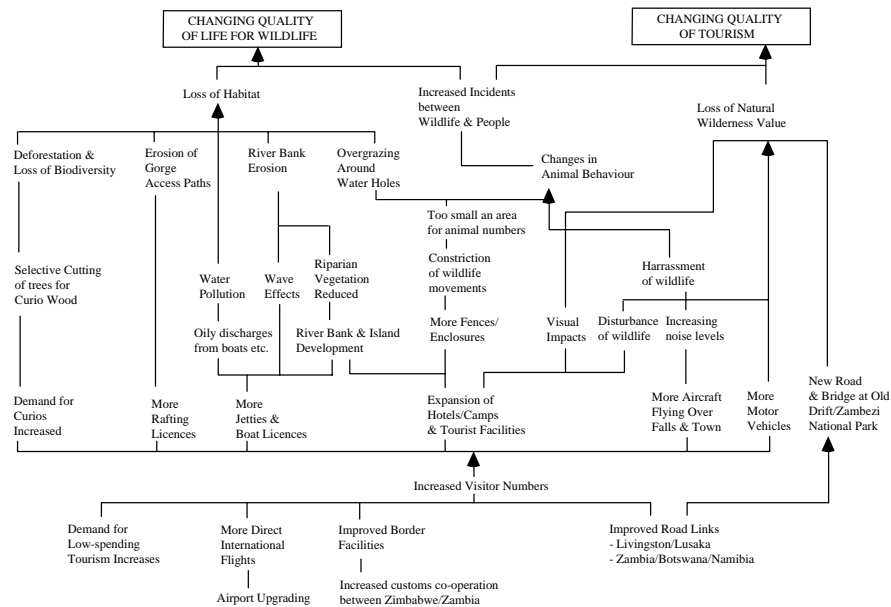 CHANGING QUALITY
OF LIFE FOR WILDLIFE
CHANGING QUALITY
OF TOURISM
Loss of Habitat
Increased Incidents
between
Wildlife & People
Loss of Natural
Wilderness Value
Deforestation &
Loss of Biodiversity
Erosion of
Gorge
Access Paths
River Bank
Erosion
Overgrazing
Around
Water Holes
Changes in
Animal Behaviour
Too small an area
for animal numbers
Selective Cutting
of trees for
Curio Wood
Water
Pollution
Wave
Effects
Riparian
Vegetation
Reduced
Constriction
of wildlife
movements
Harrassment
of wildlife
Oily discharges
from boats etc.
River Bank & Island
Development
More Fences/
Enclosures
Visual
Impacts
Disturbance
of wildlife
Increasing
noise levels
Demand for
Curios
Increased
More
Rafting
Licences
More
Jetties &
Boat Licences
Expansion of
Hotels/Camps
& Tourist Facilities
More Aircraft
Flying Over
Falls & Town
More
Motor
Vehicles
New Road
& Bridge at Old
Drift/Zambezi
National Park
Increased Visitor Numbers
Demand for
Low-spending
Tourism Increases
More Direct
International
Flights
Airport Upgrading
Improved Border
Facilities
Increased customs co-operation
between Zimbabwe/Zambia
Improved Road Links
- Livingston/Lusaka
- Zambia/Botswana/Namibia